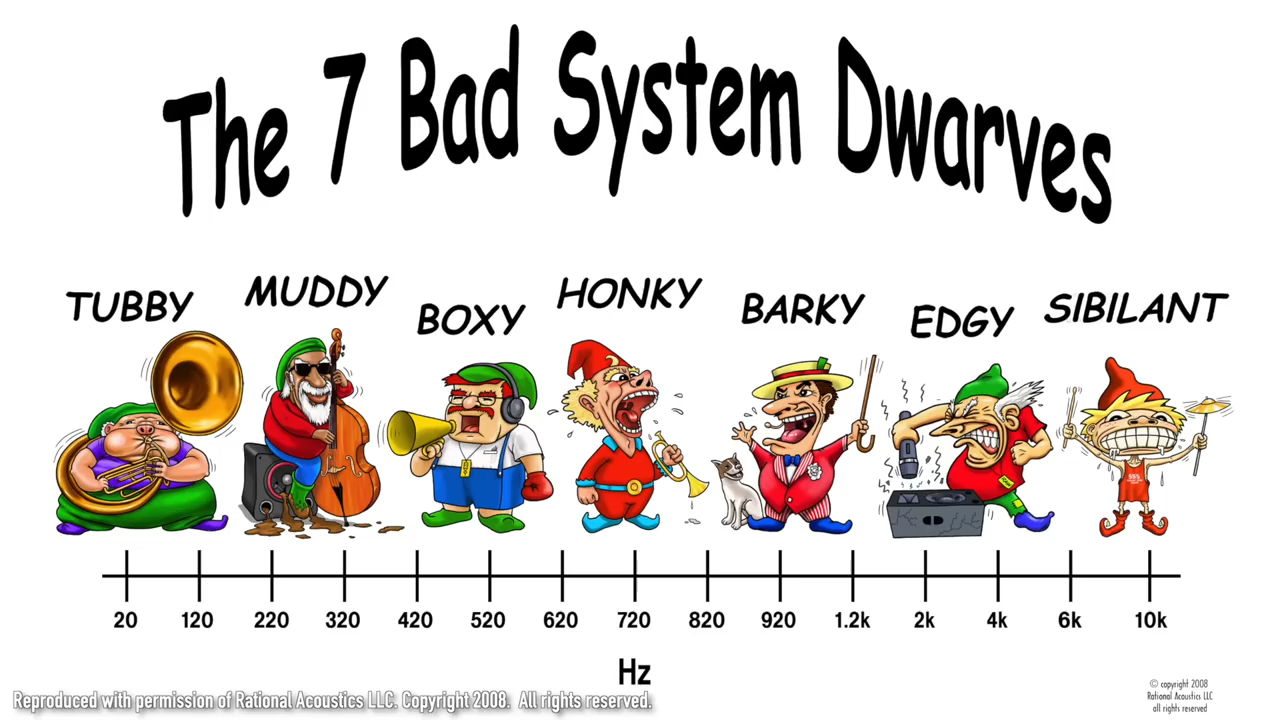 The 7 Bad System Dwarves
TUBBY
MUDDY
BOXY
HONKY
BARKY
EDGY
SIBILANT
20 120 220 320 420 520 620 720 820 920 1.2k 2k 4k 6k 10k
Hz
Reproduced with permission of Rational Acoustics LLC. Copyright 2008. All rights reserved.
© copyright 2008
Rational Acoustics LLC
all rights reserved